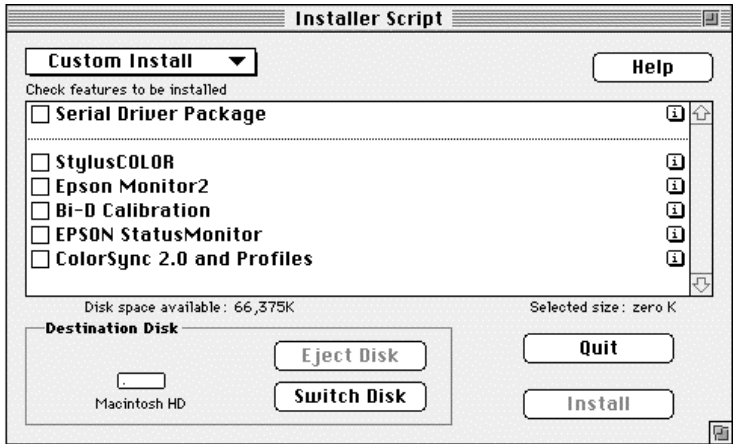 Installer Script
Custom Install
Help
Check features to be installed
Serial Driver Package
StylusCOLOR
Epson Monitor2
Bi-D Calibration
EPSON StatusMonitor
ColorSync 2.0 and Profiles
Disk space available: 66,375K
Selected size: zero K
Destination Disk
Eject Disk
Quit
Macintosh HD
Switch Disk
Install